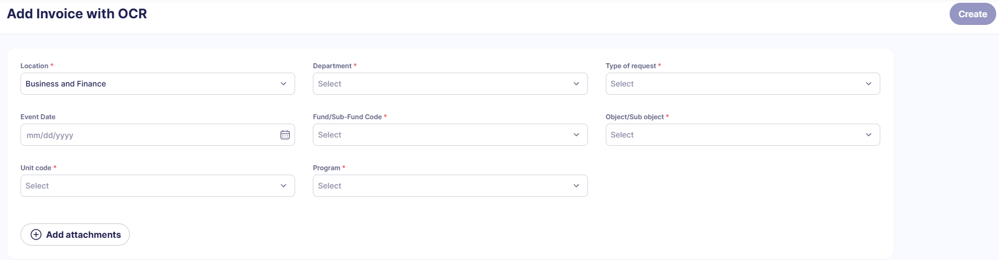 Add Invoice with OCR
Create
Location *
Department *
Type of request *
Business and Finance
Select
Select
Event Date
Fund/Sub-Fund Code *
Object/Sub object *
mm/dd/yyyy
Select
Select
Unit code *
Program *
Select
Select
Add attachments